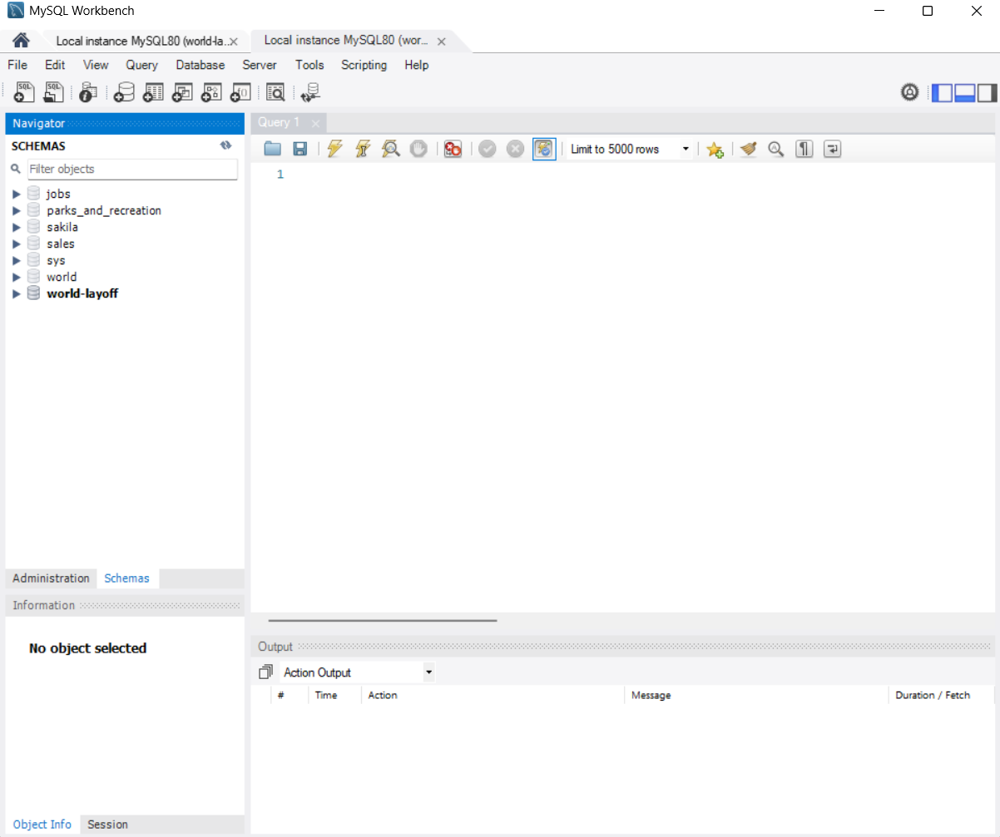 MySQL Workbench
Local instance MySQL80 (world-la...
Local instance MySQL80 (wor...
File Edit View Query Database Server Tools Scripting Help
SQL SQL
Navigator
SCHEMAS
Filter objects
jobs
parks_and_recreation
sakila
sales
sys
world
world-layoff
Administration Schemas
Information
No object selected
Object Info Session
Query 1
Limit to 5000 rows
1
Output
Action Output
# Time Action Message Duration / Fetch